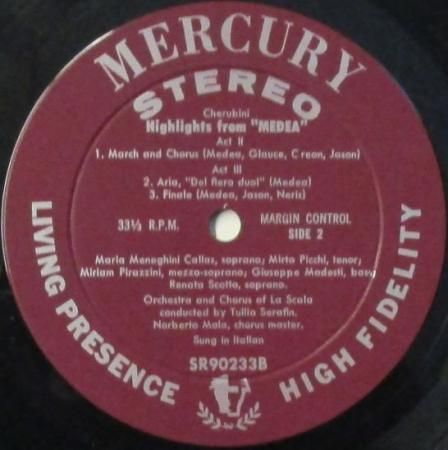 MERCURY
STEREO
Cherubini
Highlights from "MEDEA"
Act II
1. March and Chorus (Medea, Glauce, Creon, Jason)
Act III
2. Aria, "Del fiero duol" (Medea)
3. Finale (Medea, Jason, Neris)
33⅓ R.P.M.
MARGIN CONTROL
SIDE 2
Maria Meneghini Callas, soprano; Mirto Picchi, tenor;
Miriam Pirazzini, mezzo-soprano; Giuseppe Modesti, bass;
Renata Scotto, soprano.
Orchestra and Chorus of La Scala
conducted by Tullio Serafin.
Norberto Mola, chorus master.
Sung in Italian
SR90233B
LIVING PRESENCE
HIGH FIDELITY